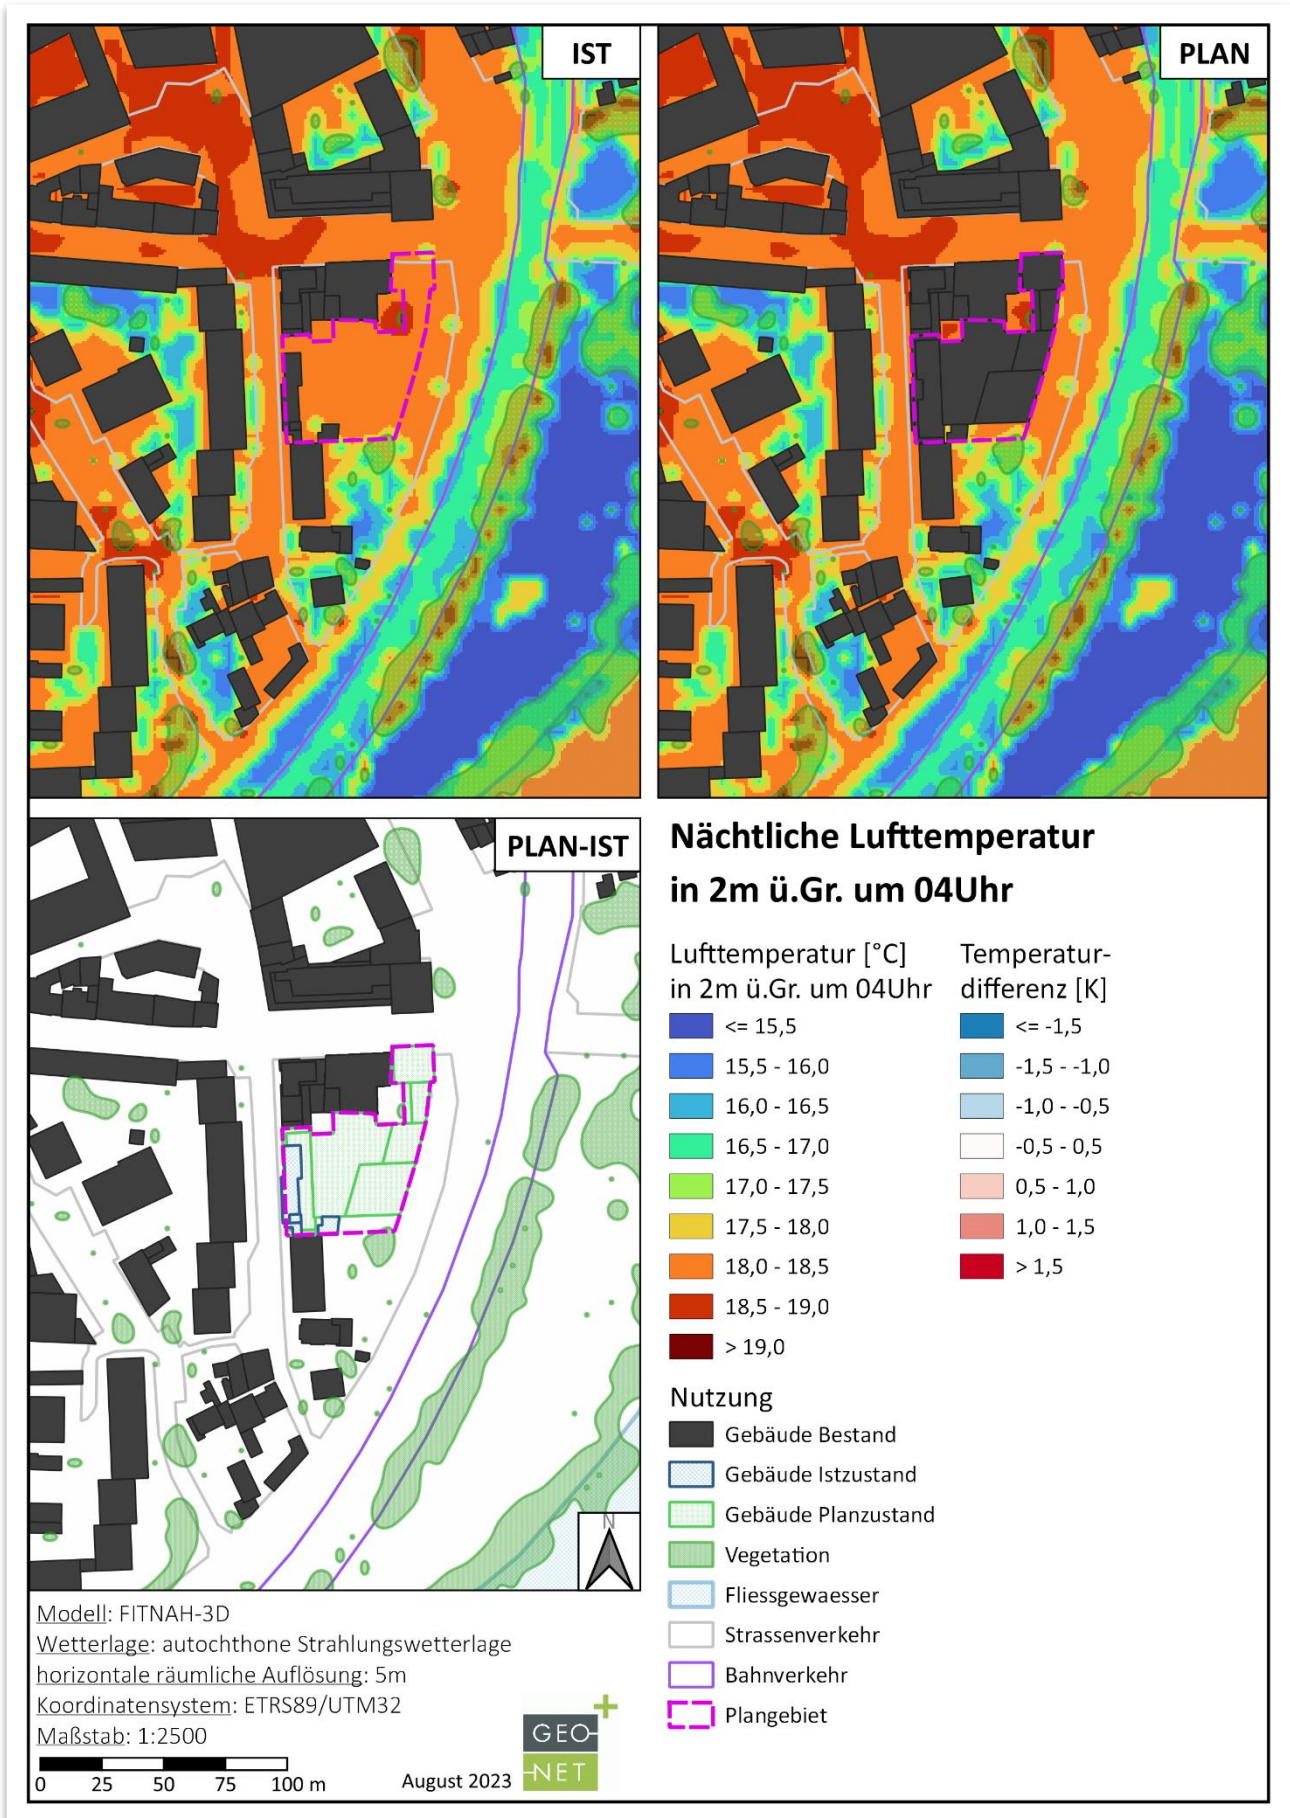 IST
PLAN
PLAN-IST
Nächtliche Lufttemperatur
in 2m ü.Gr. um 04Uhr
Lufttemperatur [°C]
in 2m ü.Gr. um 04Uhr
<= 15,5
15,5 - 16,0
16,0 - 16,5
16,5 - 17,0
17,0 - 17,5
17,5 - 18,0
18,0 - 18,5
18,5 - 19,0
> 19,0
Temperatur-
differenz [K]
<= -1,5
-1,5 - -1,0
-1,0 - -0,5
-0,5 - 0,5
0,5 - 1,0
1,0 - 1,5
> 1,5
Nutzung
Gebäude Bestand
Gebäude Istzustand
Gebäude Planzustand
Vegetation
Fliessgewaesser
Strassenverkehr
Bahnverkehr
Plangebiet
N
Modell: FITNAH-3D
Wetterlage: autochthone Strahlungswetterlage
horizontale räumliche Auflösung: 5m
Koordinatensystem: ETRS89/UTM32
Maßstab: 1:2500
0 25 50 75 100 m
August 2023
GEO
NET